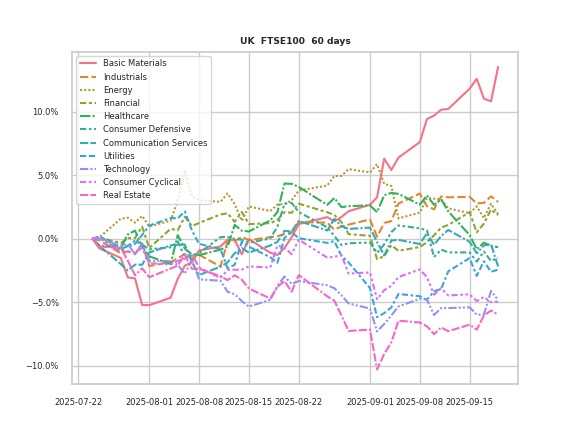 UK FTSE100 60 days
Basic Materials
Industrials
Energy
Financial
Healthcare
Consumer Defensive
Communication Services
Utilities
Technology
Consumer Cyclical
Real Estate
10.0%
5.0%
0.0%
−5.0%
−10.0%
2025-07-22 2025-08-01 2025-08-08 2025-08-15 2025-08-22 2025-09-01 2025-09-08 2025-09-15